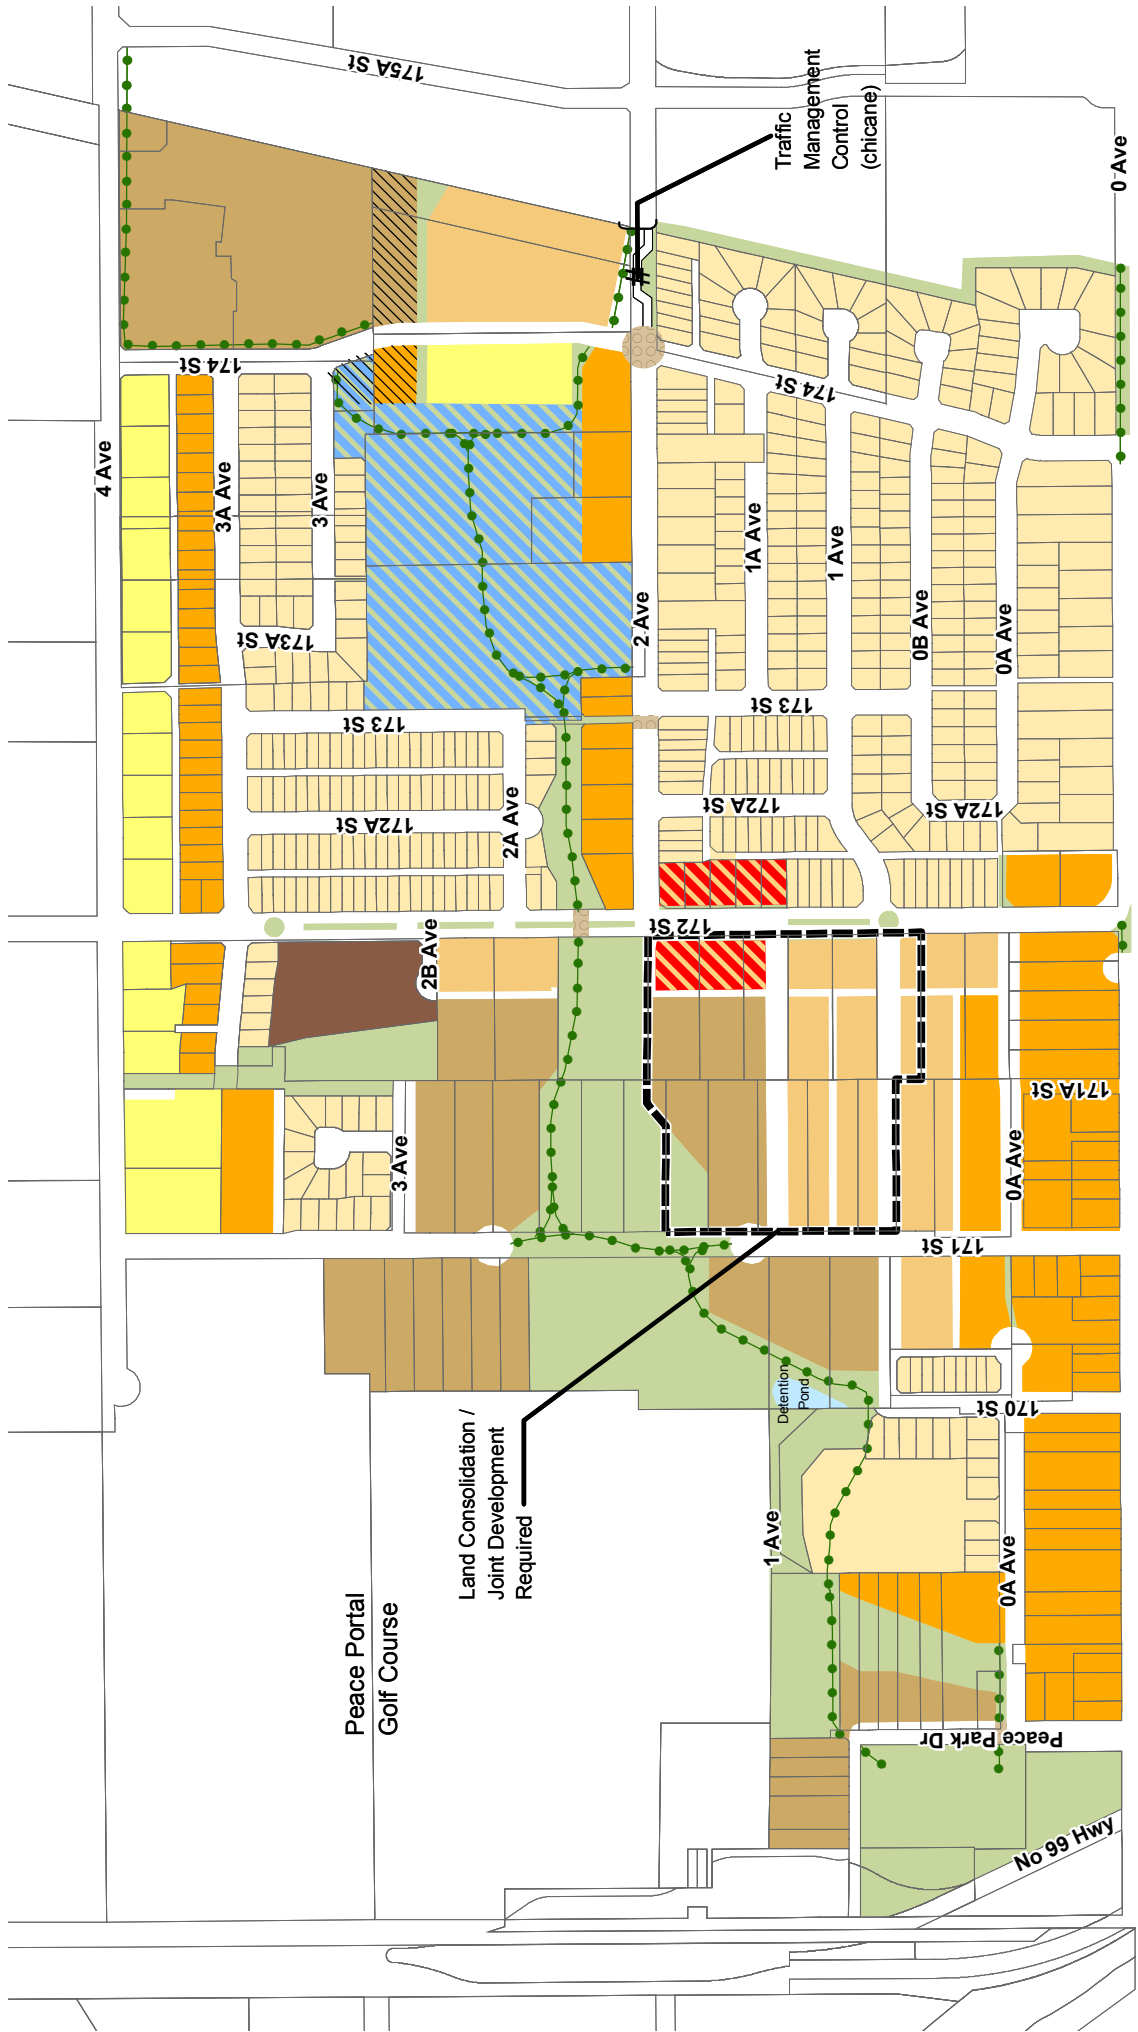 175A St
Traffic
Management
Control
(chicane)
0 Ave
174 St
174 St
4 Ave
3A Ave
3 Ave
1A Ave
1 Ave
2 Ave
0B Ave
0A Ave
173A St
173 St
173 St
172A St
172A St
172A St
2A Ave
172 St
2B Ave
171A St
3 Ave
0A Ave
171 St
Detention
Pond
170 St
Land Consolidation /
Joint Development
Required
1 Ave
0A Ave
Peace Portal
Golf Course
Peace Park Dr
No 99 Hwy